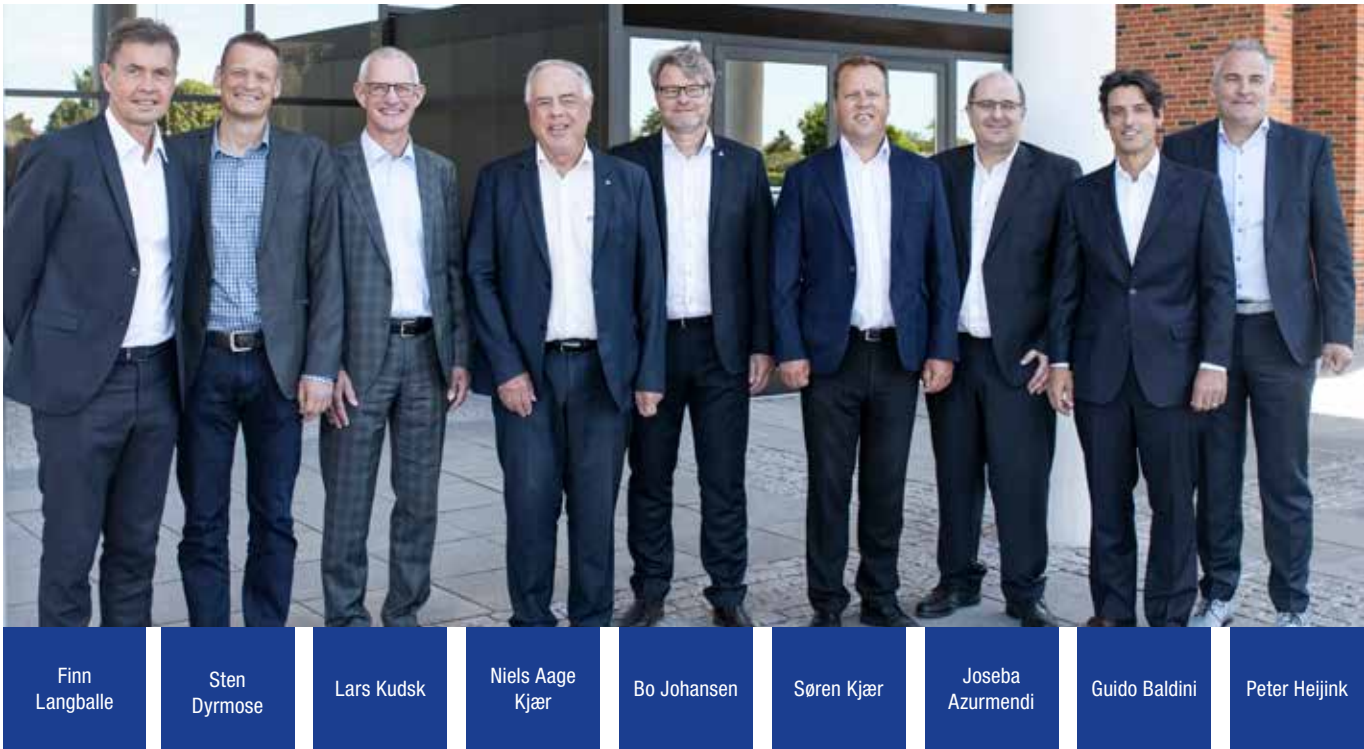 Finn
Langballe
Sten
Dyrmose
Lars Kudsk
Niels Aage
Kjær
Bo Johansen
Søren Kjær
Joseba
Azurmendi
Guido Baldini
Peter Heijink